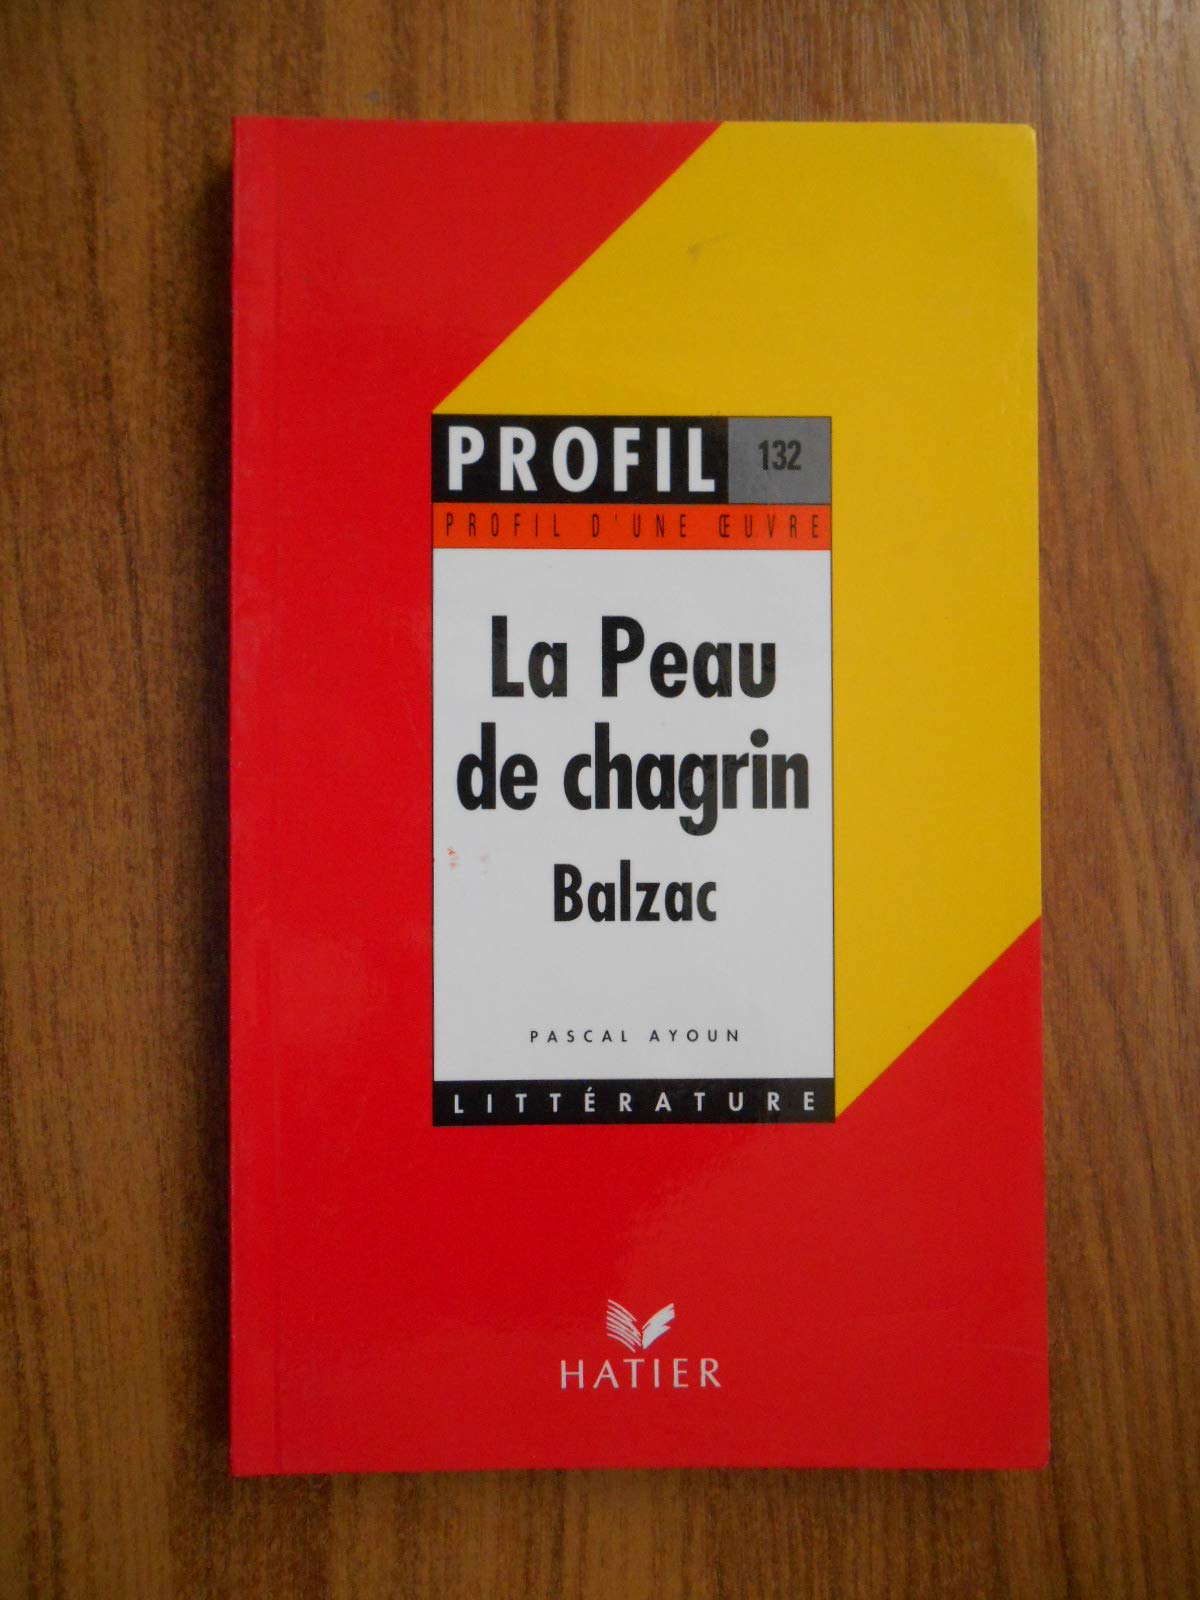 PROFIL 132
PROFIL D'UNE ŒUVRE
La Peau
de chagrin
Balzac
PASCAL AYOUN
LITTÉRATURE
HATIER